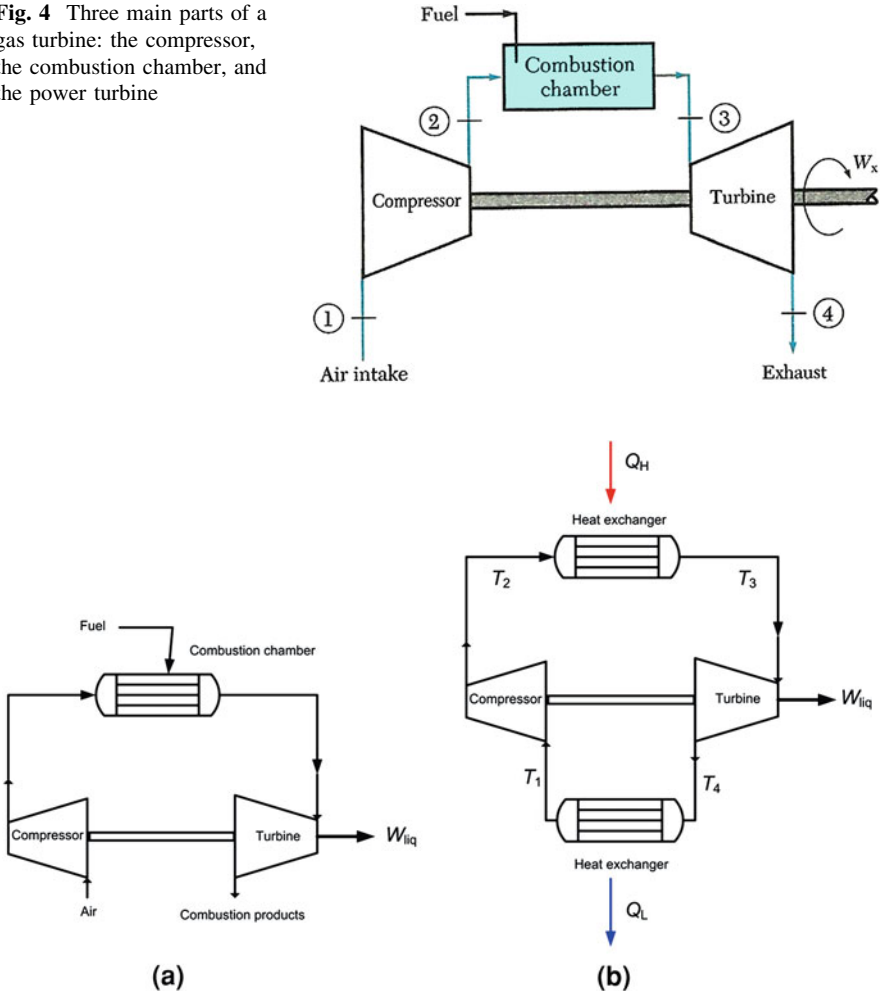 Fig. 4 Three main parts of a
gas turbine: the compressor,
the combustion chamber, and
the power turbine
Fuel
Combustion
chamber
2
3
Compressor
Turbine
Wx
1
4
Air intake
Exhaust
QH
Heat exchanger
T2
T3
Compressor
Turbine
Wliq
T1
T4
Heat exchanger
QL
(b)
Fuel
Combustion chamber
Compressor
Turbine
Wliq
Air
Combustion products
(a)